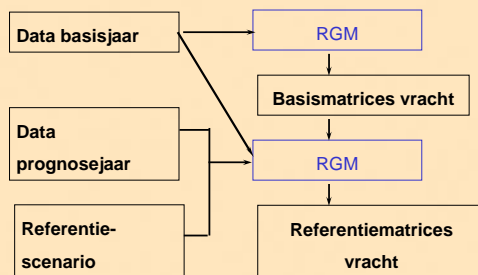 Data basisjaar
RGM
Basismatrices vracht
Data
prognosejaar
RGM
Referentie-
scenario
Referentiematrices
vracht